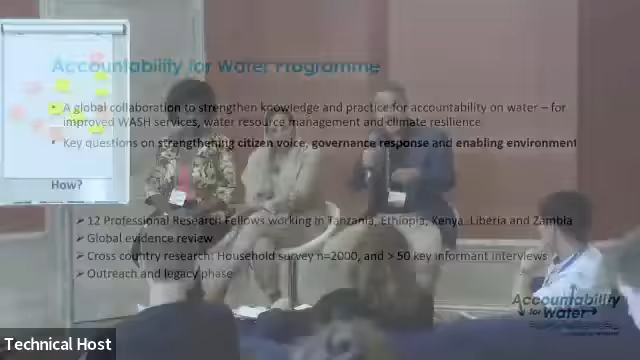 Accountability for Water Programme
• A global collaboration to strengthen knowledge and practice for accountability on water – for
improved WASH services, water resource management and climate resilience
• Key questions on strengthening citizen voice, governance response and enabling environment
How?
➢ 12 Professional Research Fellows working in Tanzania, Ethiopia, Kenya, Liberia and Zambia
➢ Global evidence review
➢ Cross country research: Household survey n=2000, and > 50 key informant interviews
➢ Outreach and legacy phase
Accountability
for Water
Technical Host